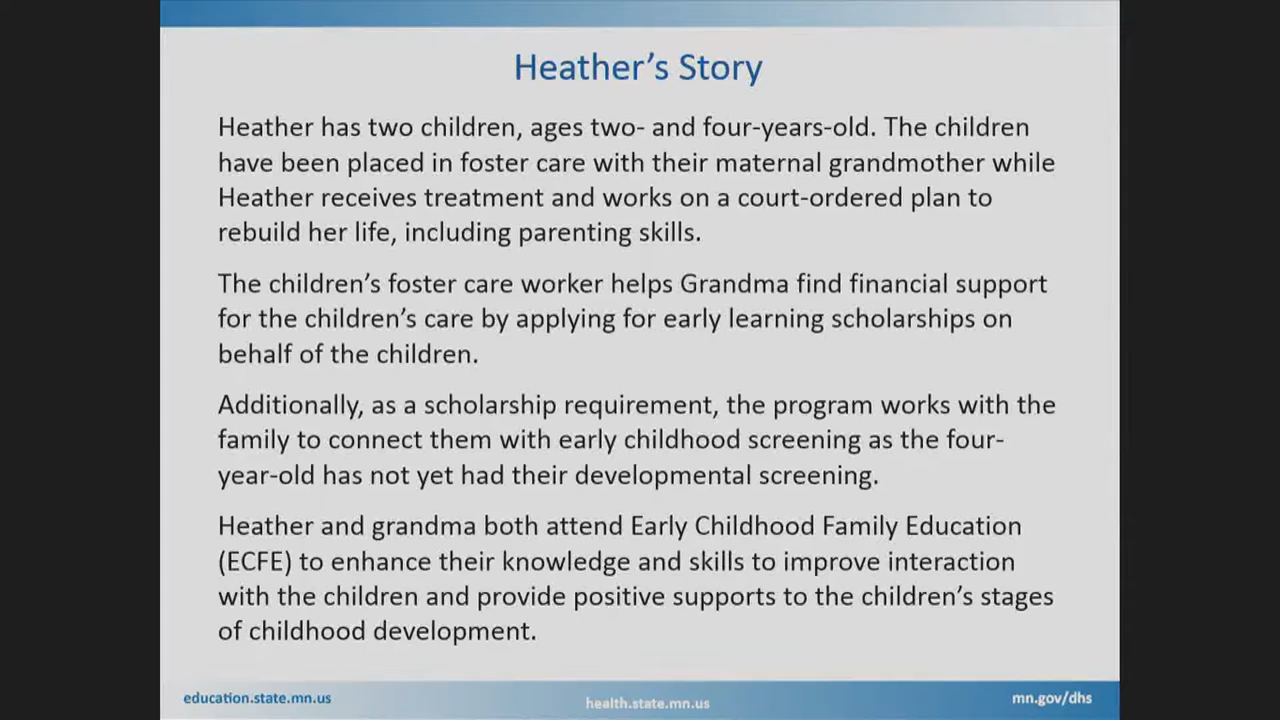 Heather’s Story
Heather has two children, ages two- and four-years-old. The children
have been placed in foster care with their maternal grandmother while
Heather receives treatment and works on a court-ordered plan to
rebuild her life, including parenting skills.
The children’s foster care worker helps Grandma find financial support
for the children’s care by applying for early learning scholarships on
behalf of the children.
Additionally, as a scholarship requirement, the program works with the
family to connect them with early childhood screening as the four-
year-old has not yet had their developmental screening.
Heather and grandma both attend Early Childhood Family Education
(ECFE) to enhance their knowledge and skills to improve interaction
with the children and provide positive supports to the children’s stages
of childhood development.
education.state.mn.us
health.state.mn.us
mn.gov/dhs